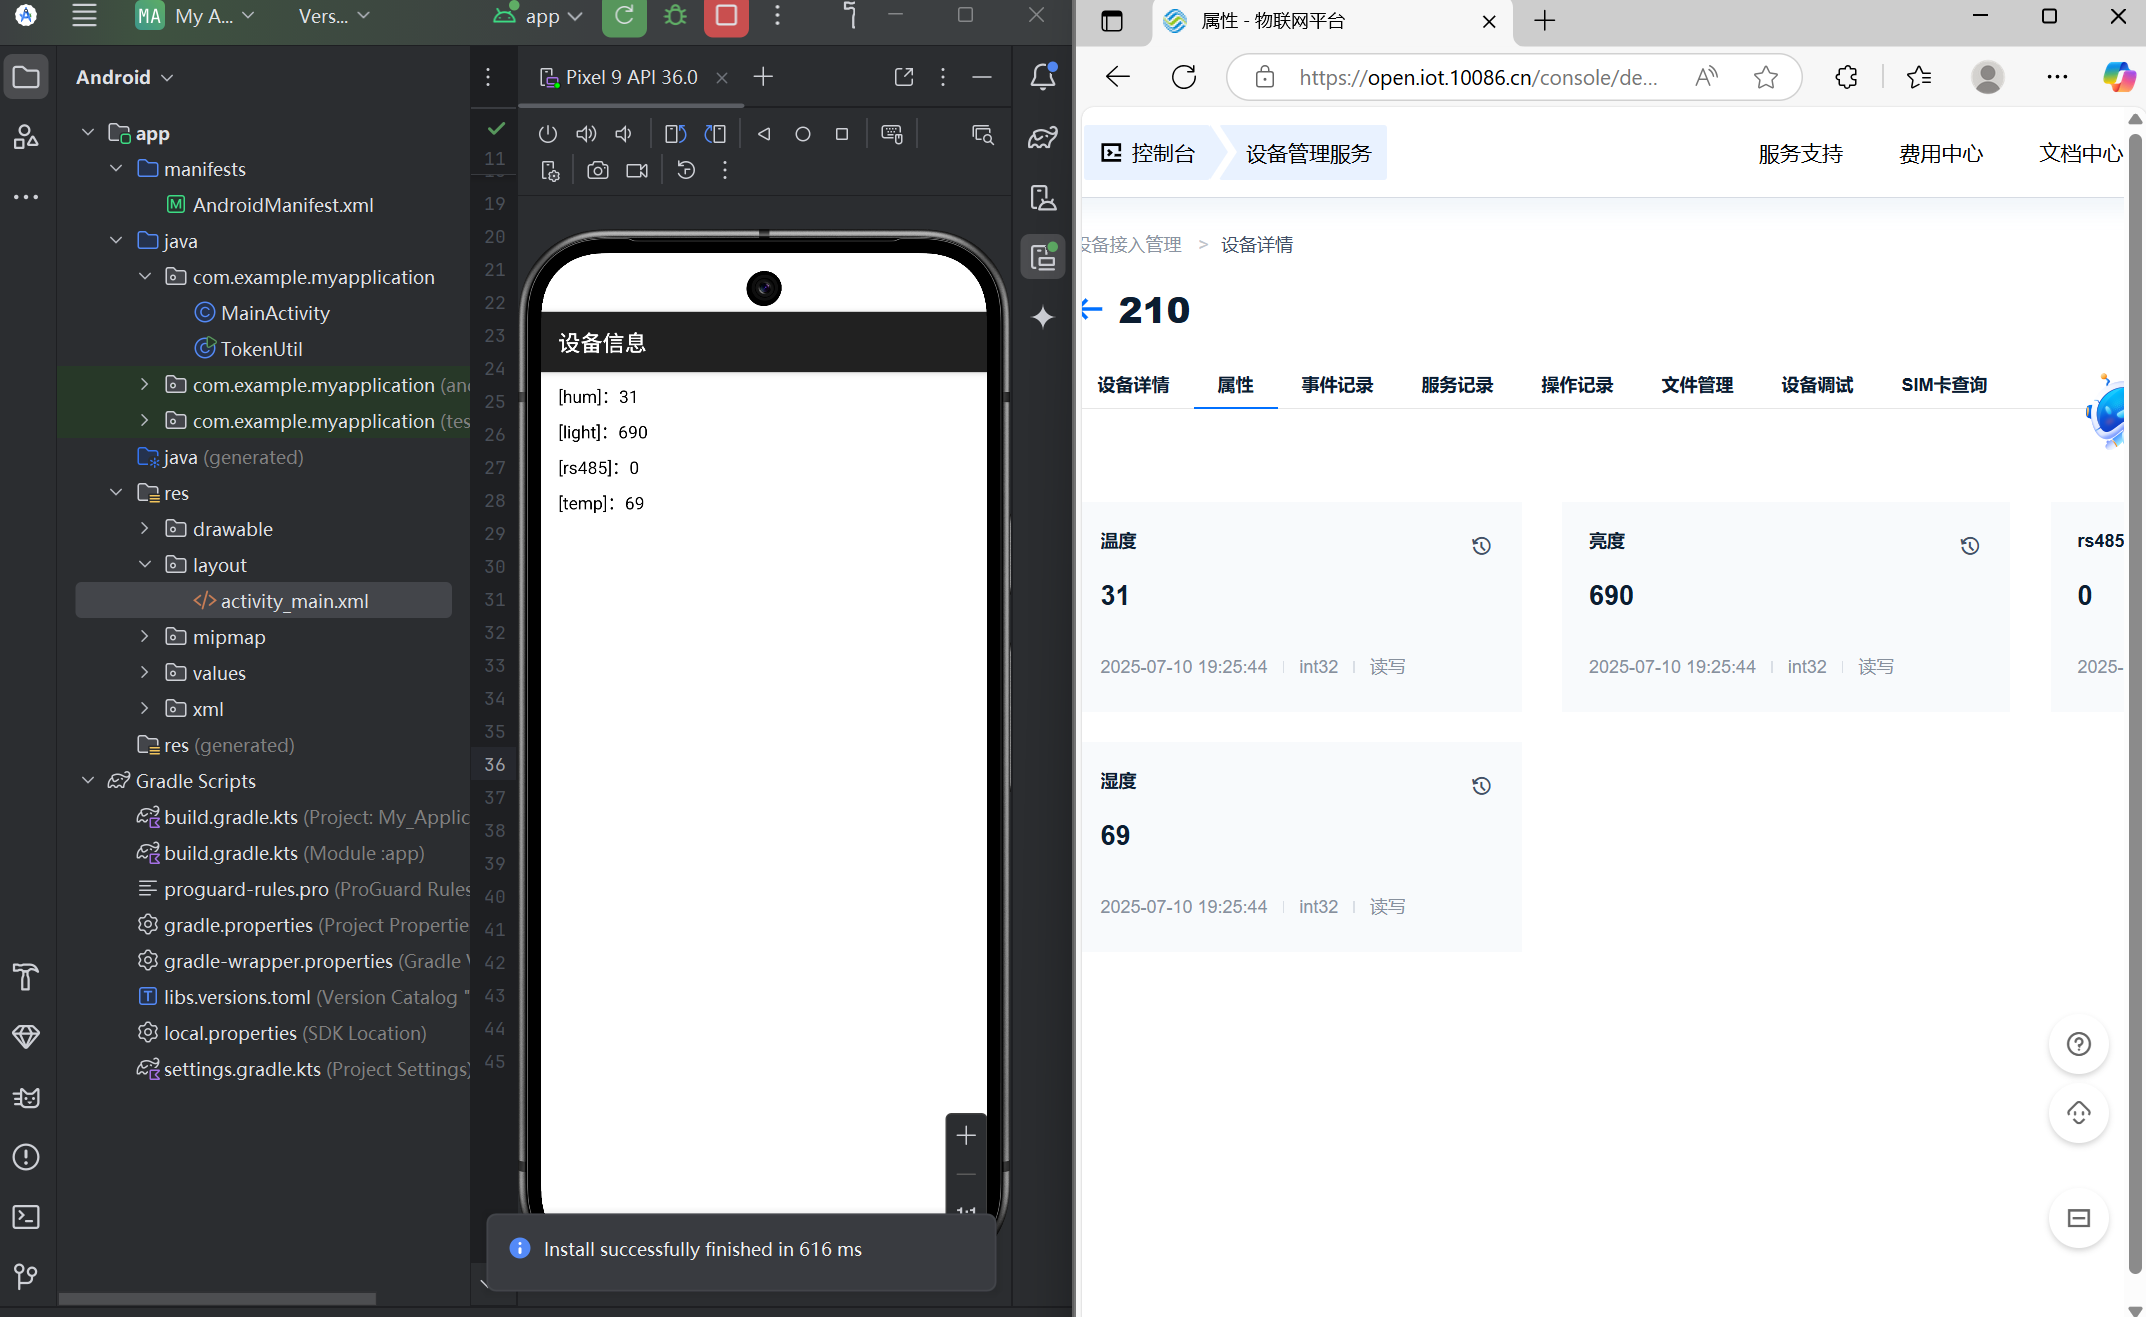 MA My A...
Vers...
app
Android
app
manifests
AndroidManifest.xml
java
com.example.myapplication
MainActivity
TokenUtil
com.example.myapplication (and
com.example.myapplication (tes
java (generated)
res
drawable
layout
activity_main.xml
mipmap
values
xml
res (generated)
Gradle Scripts
build.gradle.kts (Project: My_Applic
build.gradle.kts (Module :app)
proguard-rules.pro (ProGuard Rules
gradle.properties (Project Propertie
gradle-wrapper.properties (Gradle
libs.versions.toml (Version Catalog "
local.properties (SDK Location)
settings.gradle.kts (Project Settings)
11
19
20
21
22
23
24
25
26
27
28
29
30
31
32
33
34
35
36
37
38
39
40
41
42
43
44
45
Pixel 9 API 36.0
设备信息
[hum]：31
[light]：690
[rs485]：0
[temp]：69
1:1
Install successfully finished in 616 ms
属性 - 物联网平台
https://open.iot.10086.cn/console/de...
控制台
设备管理服务
服务支持
费用中心
文档中心
设备接入管理 > 设备详情
210
设备详情
属性
事件记录
服务记录
操作记录
文件管理
设备调试
SIM卡查询
温度
31
2025-07-10 19:25:44 int32 读写
亮度
690
2025-07-10 19:25:44 int32 读写
rs485
0
2025-
湿度
69
2025-07-10 19:25:44 int32 读写